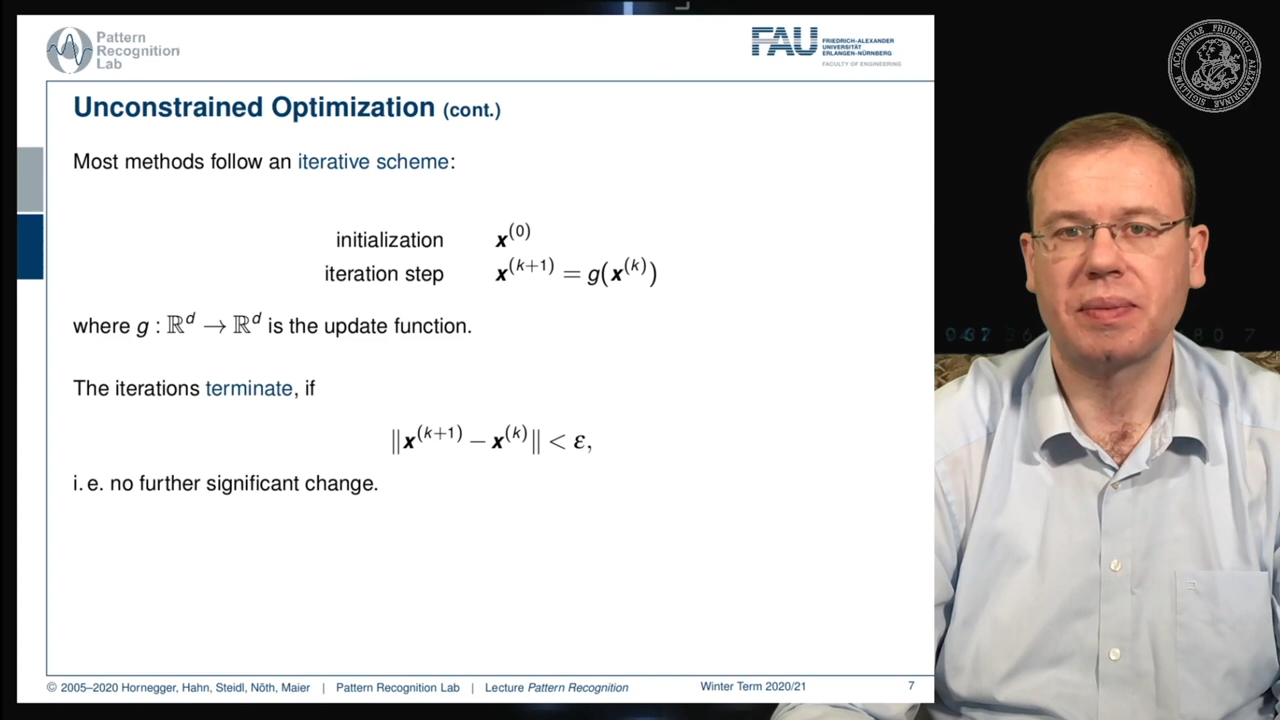 Pattern
Recognition
Lab
FAU
FRIEDRICH-ALEXANDER
UNIVERSITÄT
ERLANGEN-NÜRNBERG
FACULTY OF ENGINEERING
Unconstrained Optimization (cont.)
Most methods follow an iterative scheme:
initialization x^(0)
iteration step x^(k+1) = g(x^(k))
where g : ℝ^d → ℝ^d is the update function.
The iterations terminate, if
‖x^(k+1) − x^(k)‖ < ε,
i. e. no further significant change.
© 2005–2020 Hornegger, Hahn, Steidl, Nöth, Maier | Pattern Recognition Lab | Lecture Pattern Recognition Winter Term 2020/21 7